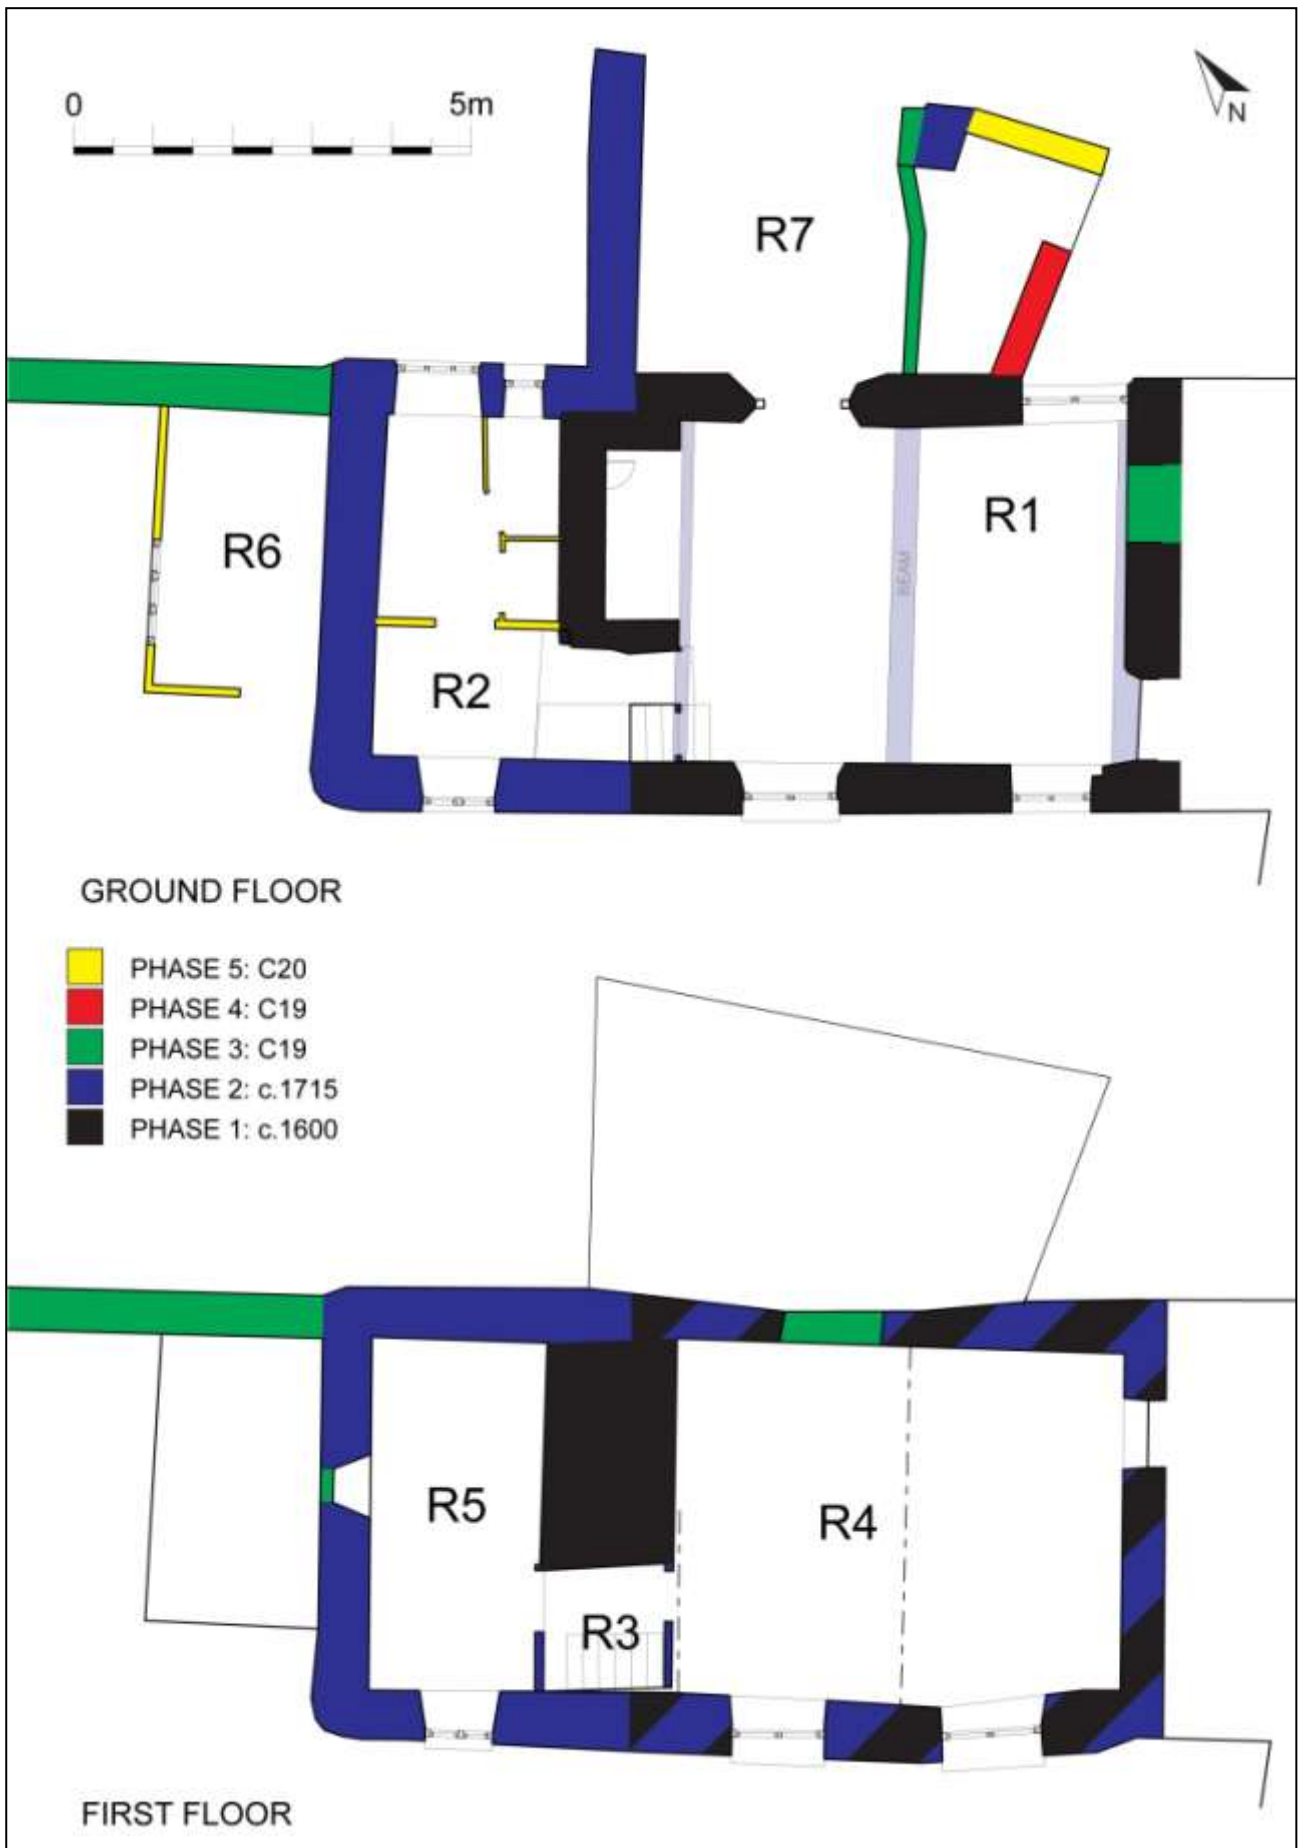 0 5m
N
R7
R1
R6
BEAM
R2
GROUND FLOOR
PHASE 5: C20
PHASE 4: C19
PHASE 3: C19
PHASE 2: c.1715
PHASE 1: c.1600
R5
R4
R3
FIRST FLOOR